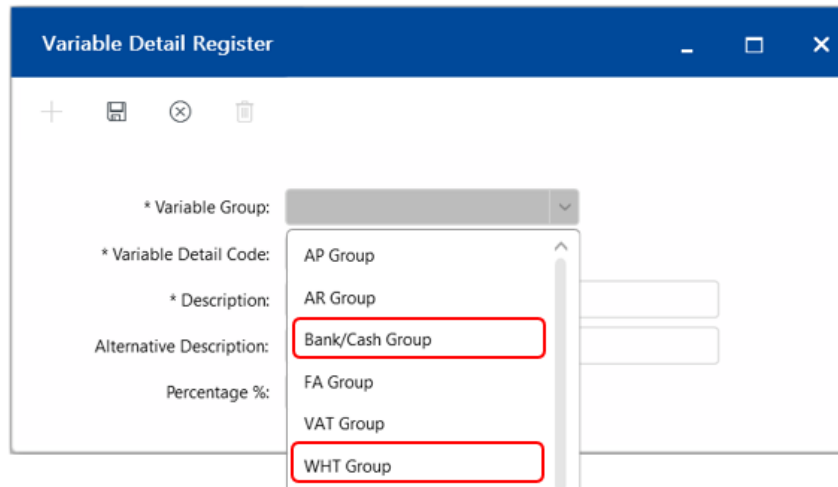 Variable Detail Register
* Variable Group:
* Variable Detail Code:
* Description:
Alternative Description:
Percentage %:
AP Group
AR Group
Bank/Cash Group
FA Group
VAT Group
WHT Group